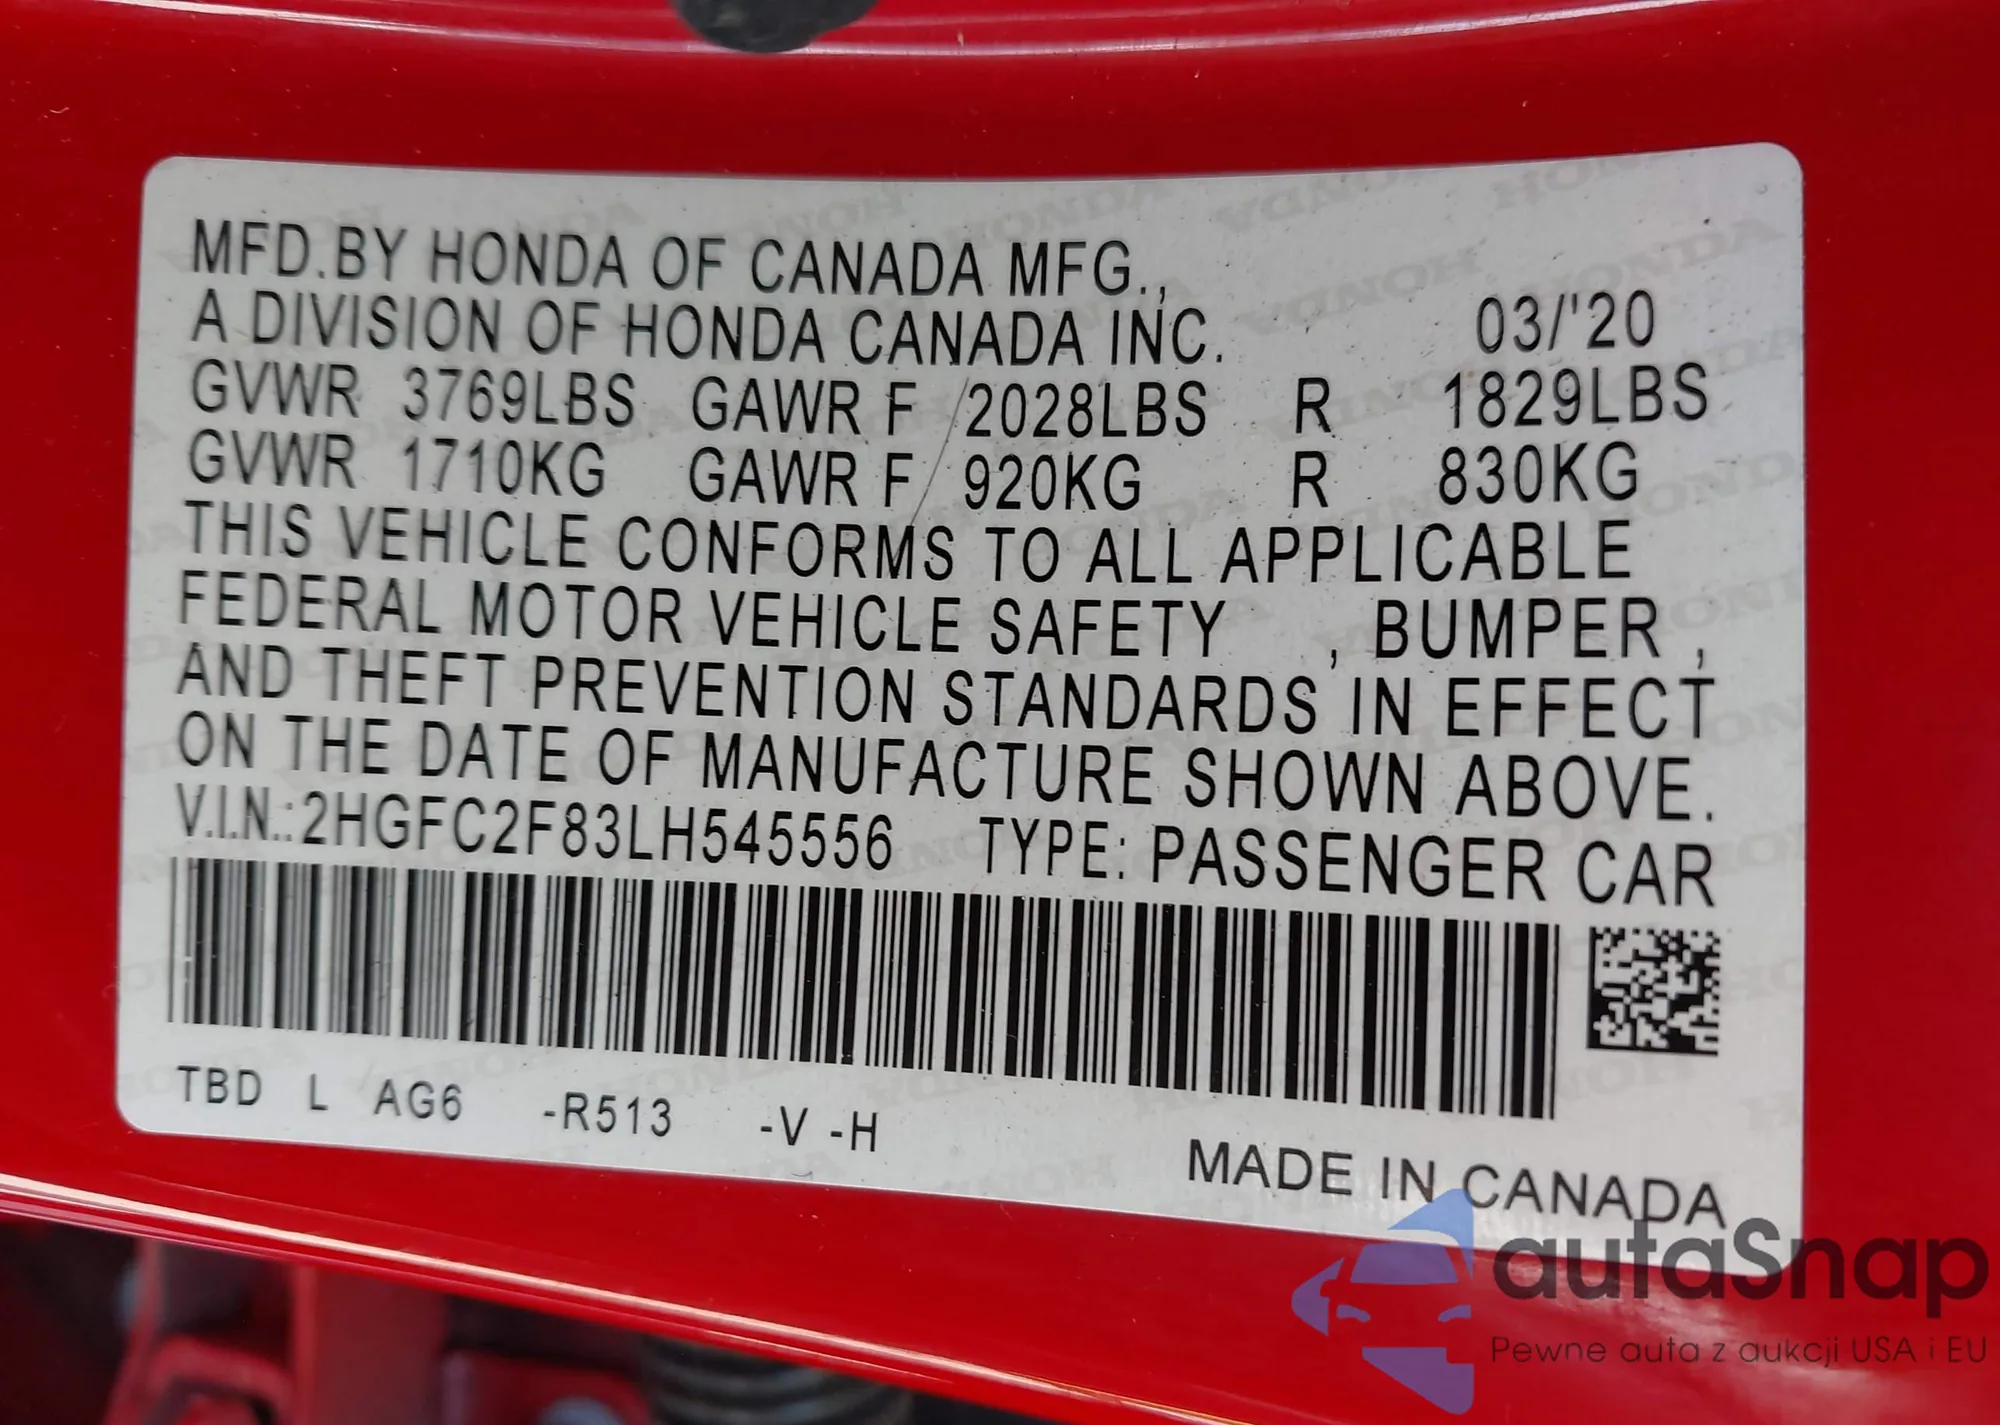 MFD.BY HONDA OF CANADA MFG.,
A DIVISION OF HONDA CANADA INC. 03/'20
GVWR 3769LBS GAWR F 2028LBS R 1829LBS
GVWR 1710KG GAWR F 920KG R 830KG
THIS VEHICLE CONFORMS TO ALL APPLICABLE
FEDERAL MOTOR VEHICLE SAFETY , BUMPER ,
AND THEFT PREVENTION STANDARDS IN EFFECT
ON THE DATE OF MANUFACTURE SHOWN ABOVE.
V.I.N.:2HGFC2F83LH545556 TYPE: PASSENGER CAR
TBD L AG6 -R513 -V -H
MADE IN CANADA
autaSnap
Pewne auta z aukcji USA i EU